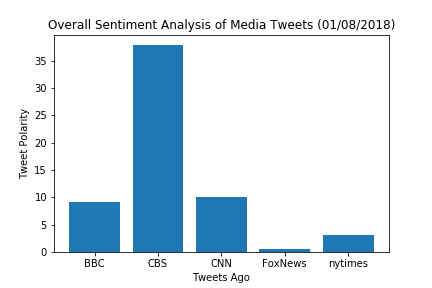 Overall Sentiment Analysis of Media Tweets (01/08/2018)
Tweet Polarity
35
30
25
20
15
10
5
0
BBC CBS CNN FoxNews nytimes
Tweets Ago